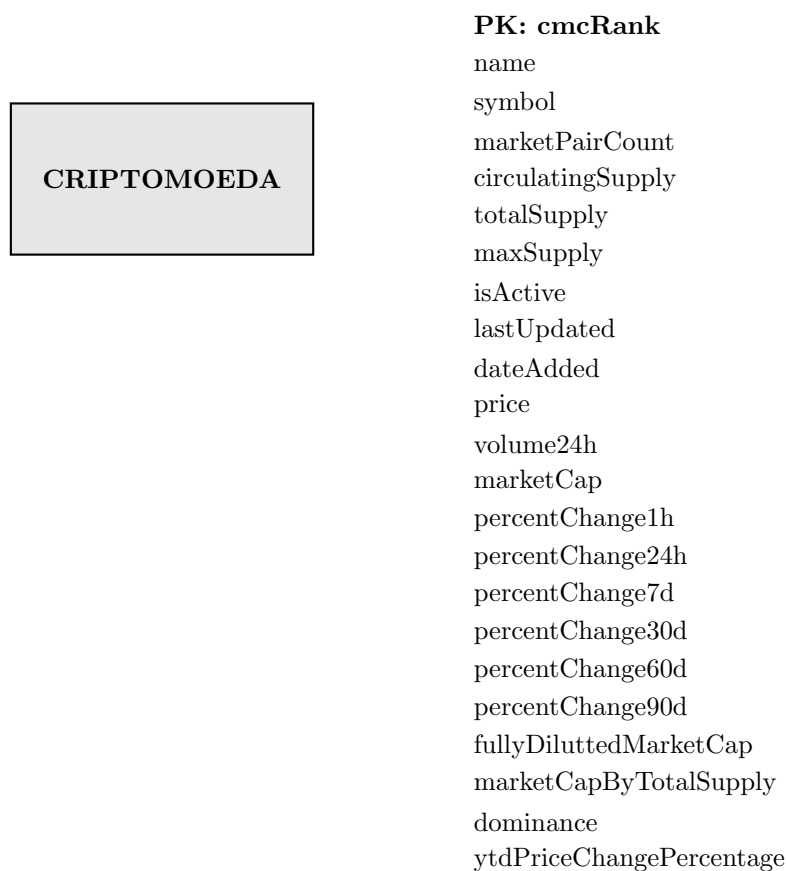 CRIPTOMOEDA
PK: cmcRank
name
symbol
marketPairCount
circulatingSupply
totalSupply
maxSupply
isActive
lastUpdated
dateAdded
price
volume24h
marketCap
percentChange1h
percentChange24h
percentChange7d
percentChange30d
percentChange60d
percentChange90d
fullyDiluttedMarketCap
marketCapByTotalSupply
dominance
ytdPriceChangePercentage